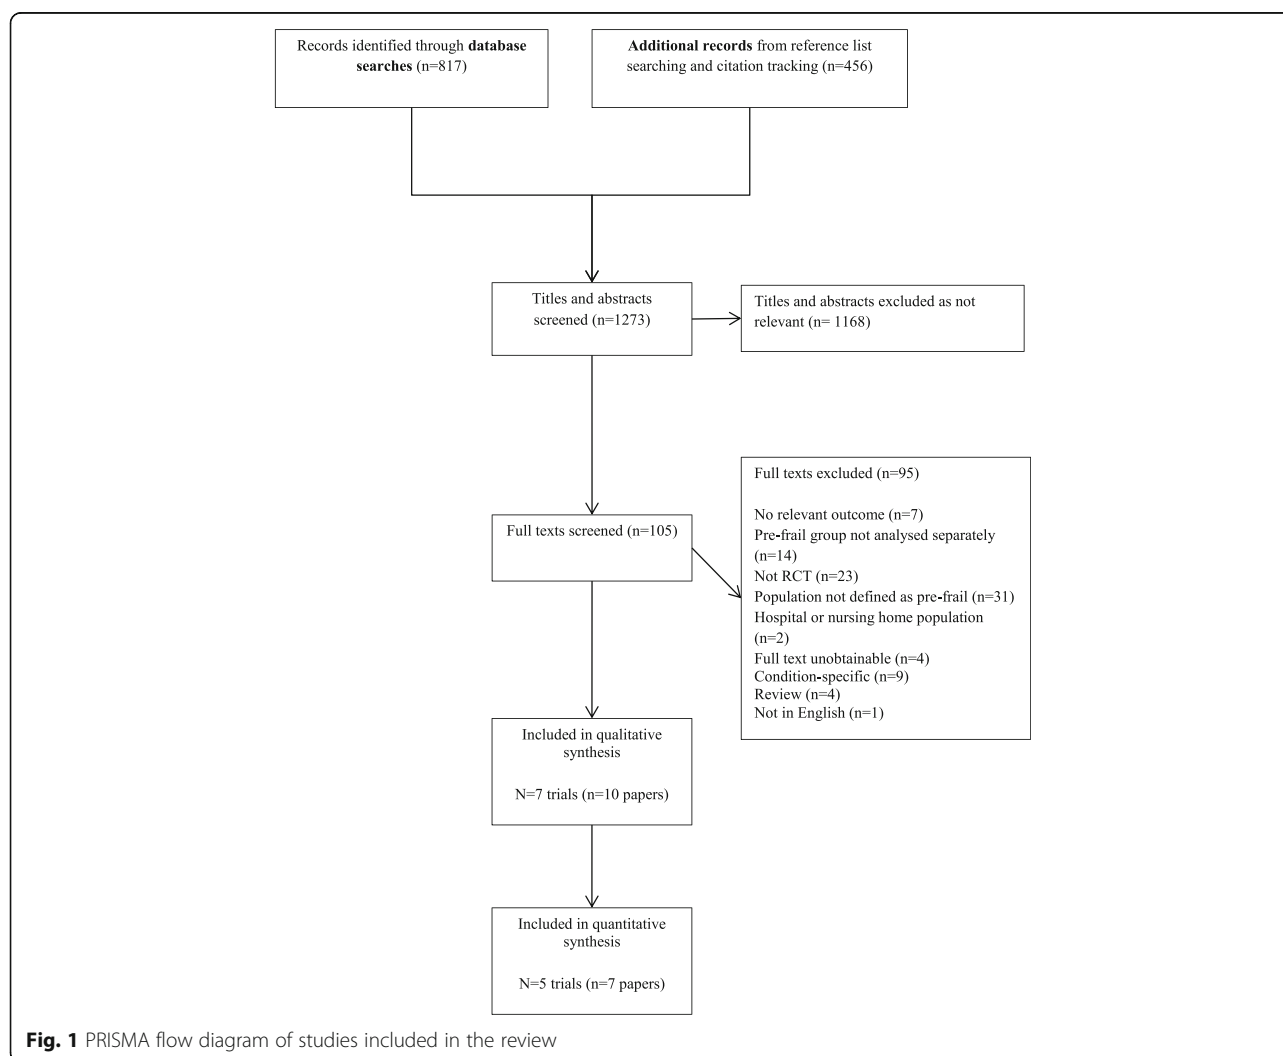 Records identified through database
searches (n=817)
Additional records from reference list
searching and citation tracking (n=456)
Titles and abstracts
screened (n=1273)
Titles and abstracts excluded as not
relevant (n= 1168)
Full texts screened (n=105)
Full texts excluded (n=95)
No relevant outcome (n=7)
Pre-frail group not analysed separately
(n=14)
Not RCT (n=23)
Population not defined as pre-frail (n=31)
Hospital or nursing home population
(n=2)
Full text unobtainable (n=4)
Condition-specific (n=9)
Review (n=4)
Not in English (n=1)
Included in qualitative
synthesis
N=7 trials (n=10 papers)
Included in quantitative
synthesis
N=5 trials (n=7 papers)
Fig. 1 PRISMA flow diagram of studies included in the review